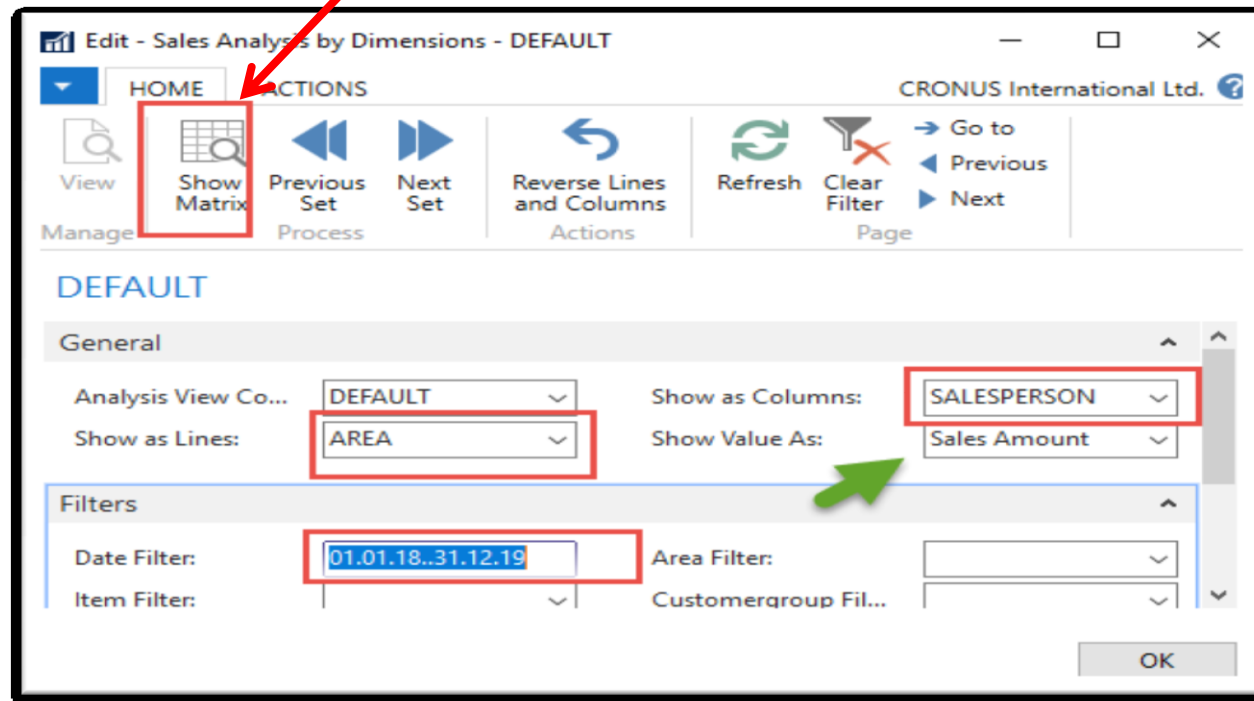 Edit - Sales Analysis by Dimensions - DEFAULT
HOME ACTIONS CRONUS International Ltd. ?
View Show Matrix Previous Set Next Set Reverse Lines and Columns Refresh Clear Filter Go to
Previous
Next
Manage Process Actions Page
DEFAULT
General
Analysis View Co... DEFAULT Show as Columns: SALESPERSON
Show as Lines: AREA Show Value As: Sales Amount
Filters
Date Filter: 01.01.18..31.12.19 Area Filter:
Item Filter: Customergroup Fil...
OK